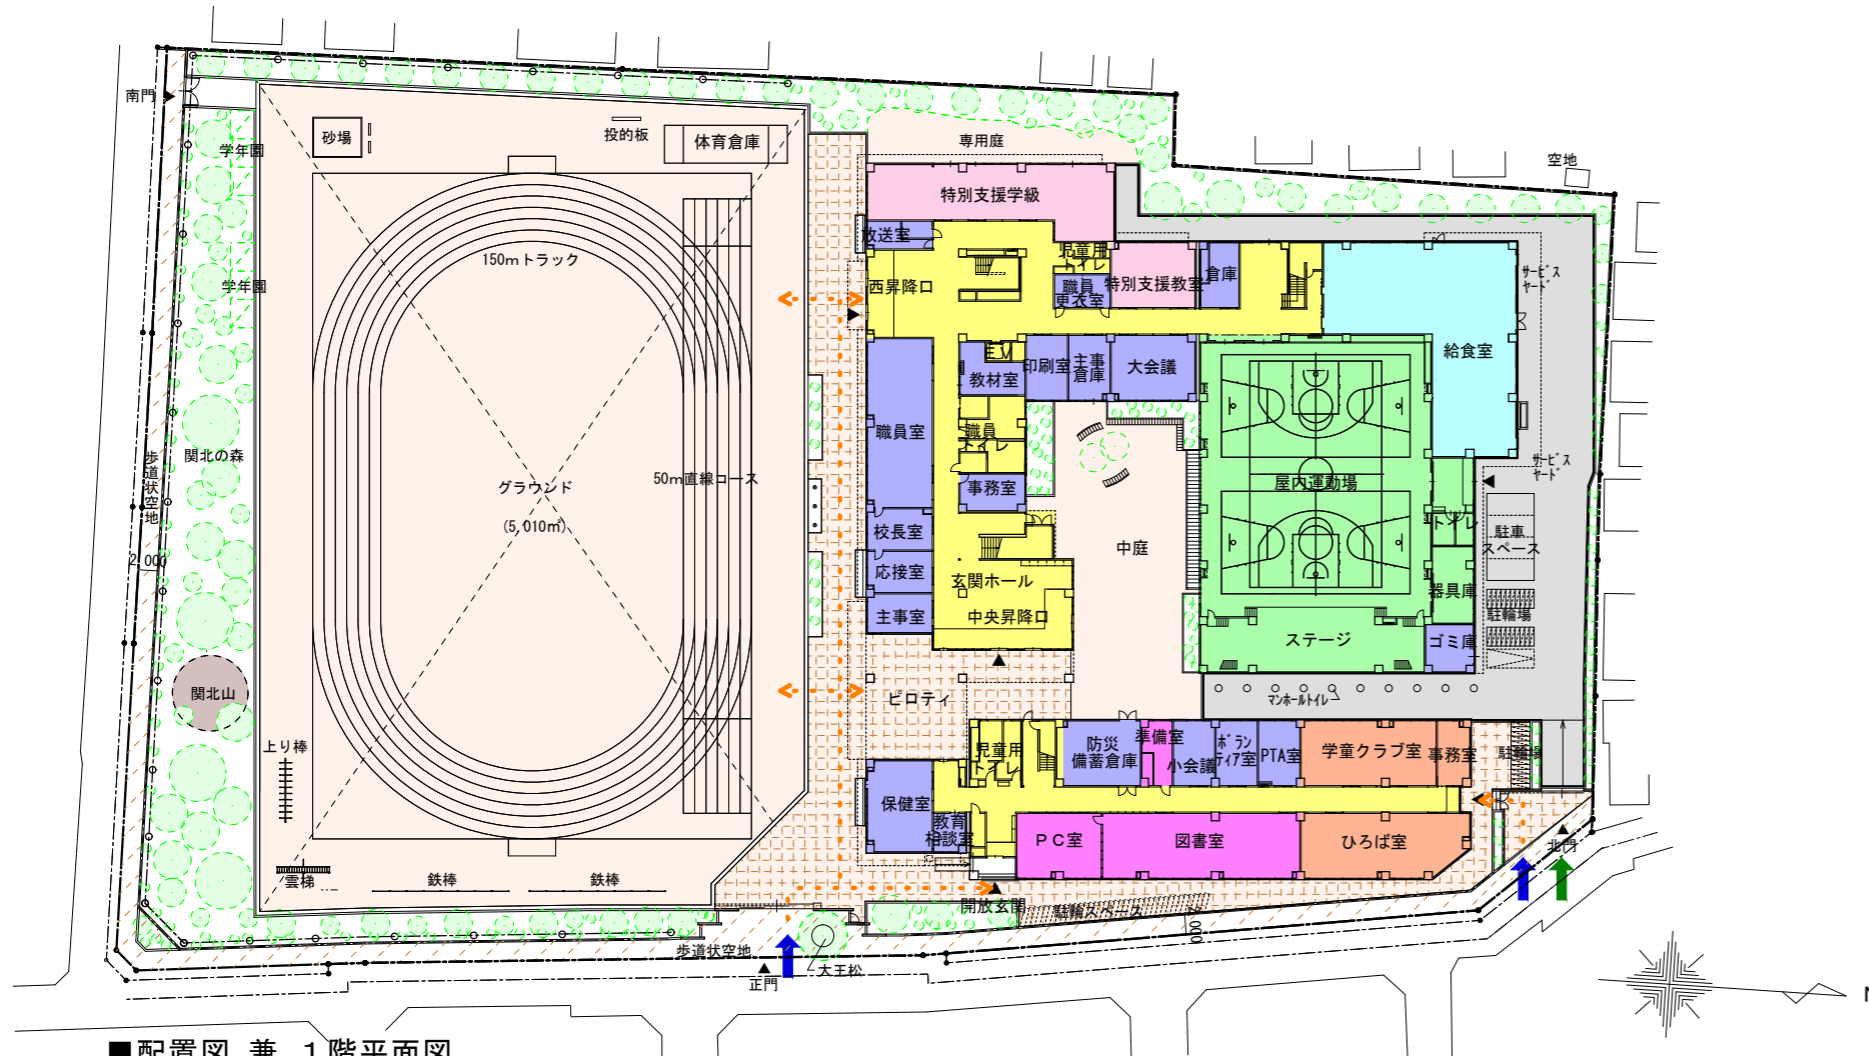 南門
学年園
学年園
砂場
投的板
体育倉庫
150mトラック
関北の森
歩道状空地
2,000
グラウンド
(5,010㎡)
50m直線コース
関北山
上り棒
雲梯
鉄棒
鉄棒
専用庭
空地
特別支援学級
放送室
西昇降口
児童用
トイレ
職員
更衣室
特別支援教室
倉庫
サービス
ヤード
給食室
EV
教材室
印刷室
主事
倉庫
大会議
職員室
職員
トイレ
事務室
校長室
応接室
主事室
玄関ホール
中央昇降口
中庭
屋内運動場
サービス
ヤード
トイレ
駐車
スペース
器具庫
駐輪場
ステージ
ゴミ庫
マンホールトイレ
ピロティ
児童用
トイレ
防災
備蓄倉庫
準備室
小会議
ボラン
ティア室
PTA室
学童クラブ室
事務室
駐輪場
保健室
教育
相談室
PC室
図書室
ひろば室
北門
開放玄関
駐輪スペース
2,000
歩道状空地
大王松
正門
■配置図 兼 1階平面図